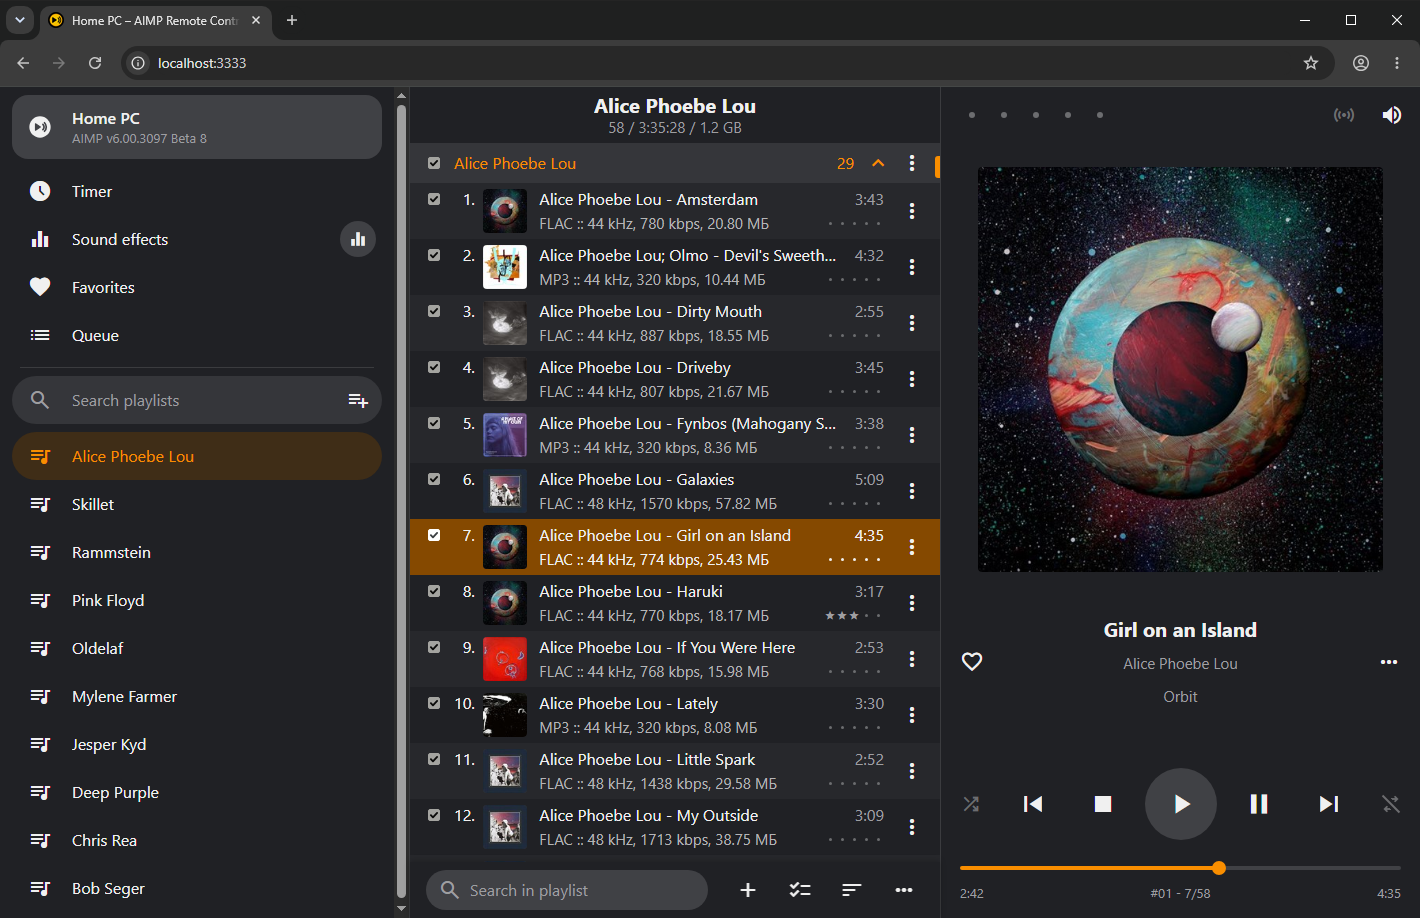 Home PC – AIMP Remote Contr
localhost:3333
Home PC
AIMP v6.00.3097 Beta 8
Timer
Sound effects
Favorites
Queue
Search playlists
Alice Phoebe Lou
Skillet
Rammstein
Pink Floyd
Oldelaf
Mylene Farmer
Jesper Kyd
Deep Purple
Chris Rea
Bob Seger
Alice Phoebe Lou
58 / 3:35:28 / 1.2 GB
Alice Phoebe Lou 29
1. Alice Phoebe Lou - Amsterdam 3:43
FLAC :: 44 kHz, 780 kbps, 20.80 МБ
2. Alice Phoebe Lou; Olmo - Devil's Sweeth... 4:32
MP3 :: 44 kHz, 320 kbps, 10.44 МБ
3. Alice Phoebe Lou - Dirty Mouth 2:55
FLAC :: 44 kHz, 887 kbps, 18.55 МБ
4. Alice Phoebe Lou - Driveby 3:45
FLAC :: 44 kHz, 807 kbps, 21.67 МБ
5. Alice Phoebe Lou - Fynbos (Mahogany S... 3:38
MP3 :: 44 kHz, 320 kbps, 8.36 МБ
6. Alice Phoebe Lou - Galaxies 5:09
FLAC :: 48 kHz, 1570 kbps, 57.82 МБ
7. Alice Phoebe Lou - Girl on an Island 4:35
FLAC :: 44 kHz, 774 kbps, 25.43 МБ
8. Alice Phoebe Lou - Haruki 3:17
FLAC :: 44 kHz, 770 kbps, 18.17 МБ
9. Alice Phoebe Lou - If You Were Here 2:53
FLAC :: 44 kHz, 768 kbps, 15.98 МБ
10. Alice Phoebe Lou - Lately 3:30
MP3 :: 44 kHz, 320 kbps, 8.08 МБ
11. Alice Phoebe Lou - Little Spark 2:52
FLAC :: 48 kHz, 1438 kbps, 29.58 МБ
12. Alice Phoebe Lou - My Outside 3:09
FLAC :: 48 kHz, 1713 kbps, 38.75 МБ
Search in playlist
Girl on an Island
Alice Phoebe Lou
Orbit
2:42 #01 - 7/58 4:35